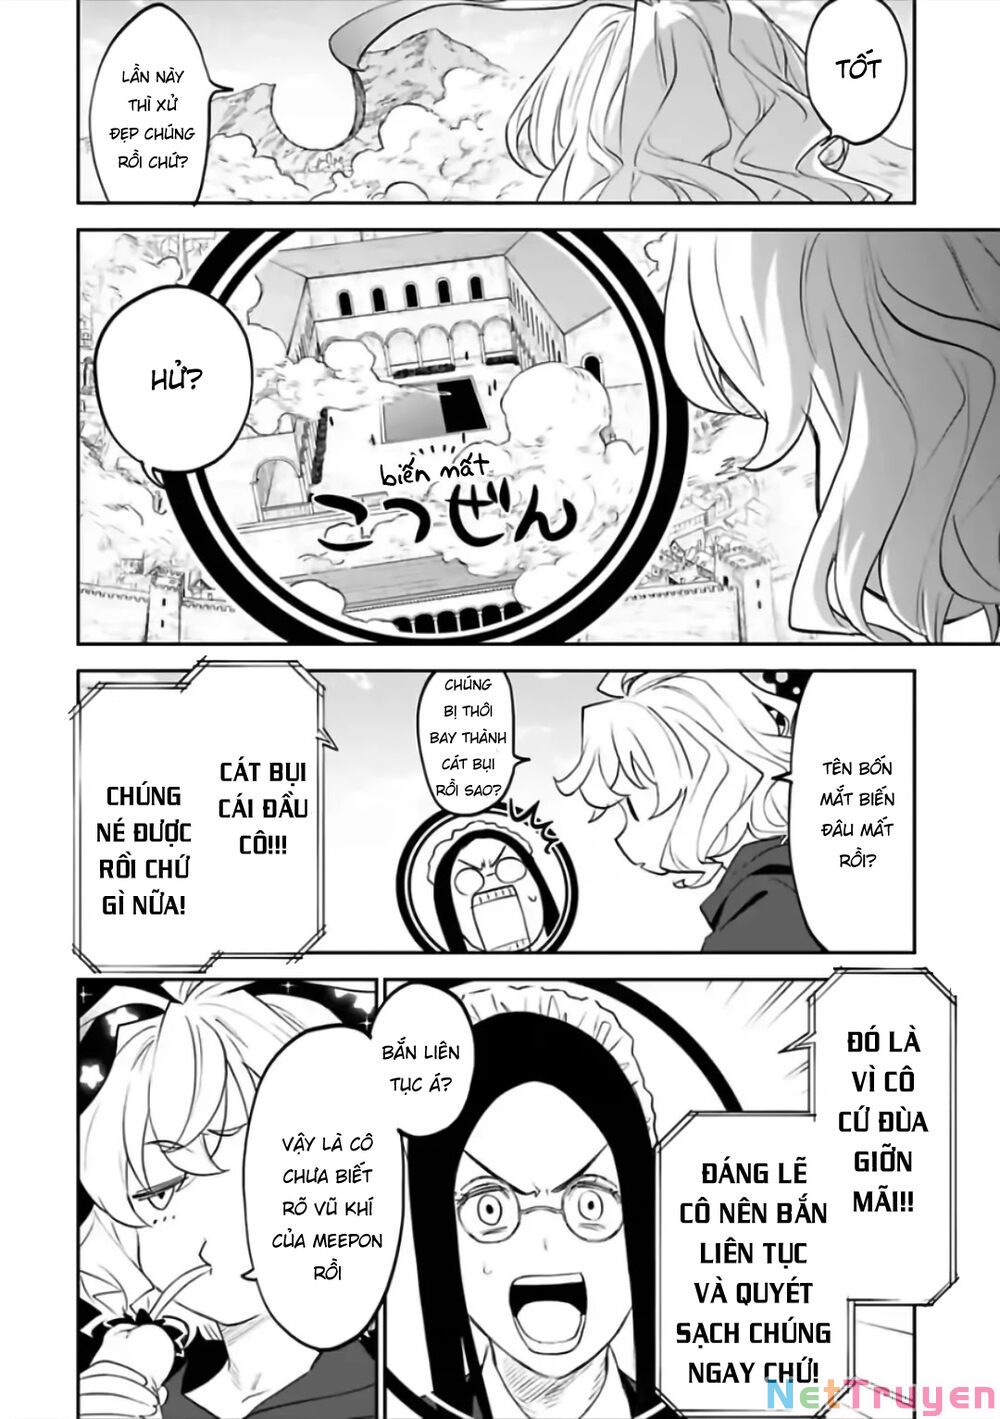 TỐT
LẦN NÀY
THÌ XỬ
ĐẸP CHÚNG
RỒI CHỨ?
HỬ?
biến mất
こつぜん
TÊN BỐN
MẮT BIẾN
ĐÂU MẤT
RỒI?
CHÚNG
BỊ THỔI
BAY THÀNH
CÁT BỤI
RỒI SAO?
CÁT BỤI
CÁI ĐẦU
CÔ!!!
CHÚNG
NÉ ĐƯỢC
RỒI CHỨ
GÌ NỮA!
ĐÓ LÀ
VÌ CÔ
CỨ ĐÙA
GIỠN
MÃI!!
ĐÁNG LẼ
CÔ NÊN BẮN
LIÊN TỤC
VÀ QUYÉT
SẠCH CHÚNG
NGAY CHỨ!
BẮN LIÊN
TỤC Á?
VẬY LÀ CÔ
CHƯA BIẾT
RÕ VŨ KHÍ
CỦA MEEPON
RỒI
NetTruyen